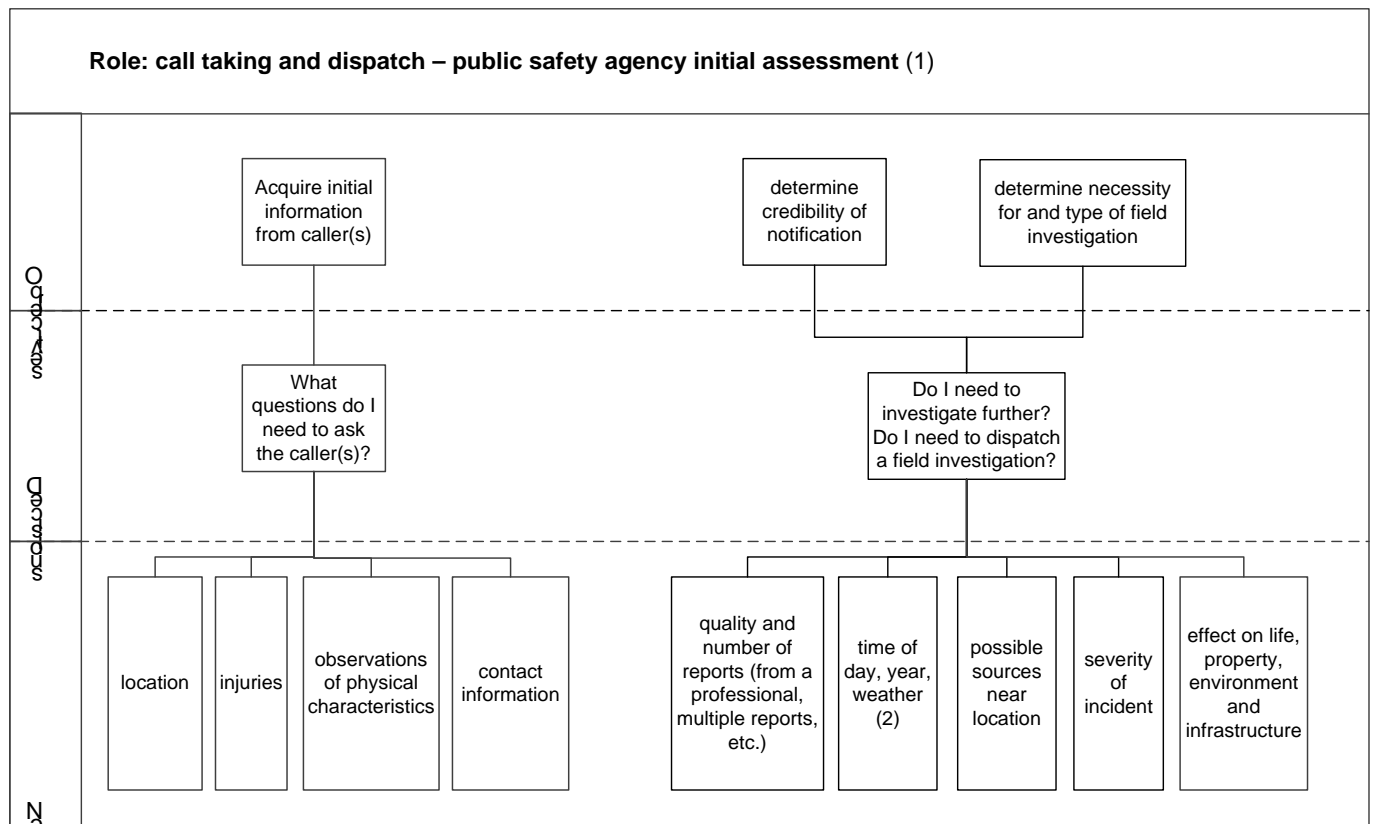 Role: call taking and dispatch – public safety agency initial assessment (1)
Acquire initial
information
from caller(s)
determine
credibility of
notification
determine necessity
for and type of field
investigation
What
questions do I
need to ask
the caller(s)?
Do I need to
investigate further?
Do I need to dispatch
a field investigation?
location
injuries
observations
of physical
characteristics
contact
information
quality and
number of
reports (from a
professional,
multiple reports,
etc.)
time of
day, year,
weather
(2)
possible
sources
near
location
severity
of
incident
effect on life,
property,
environment
and
infrastructure